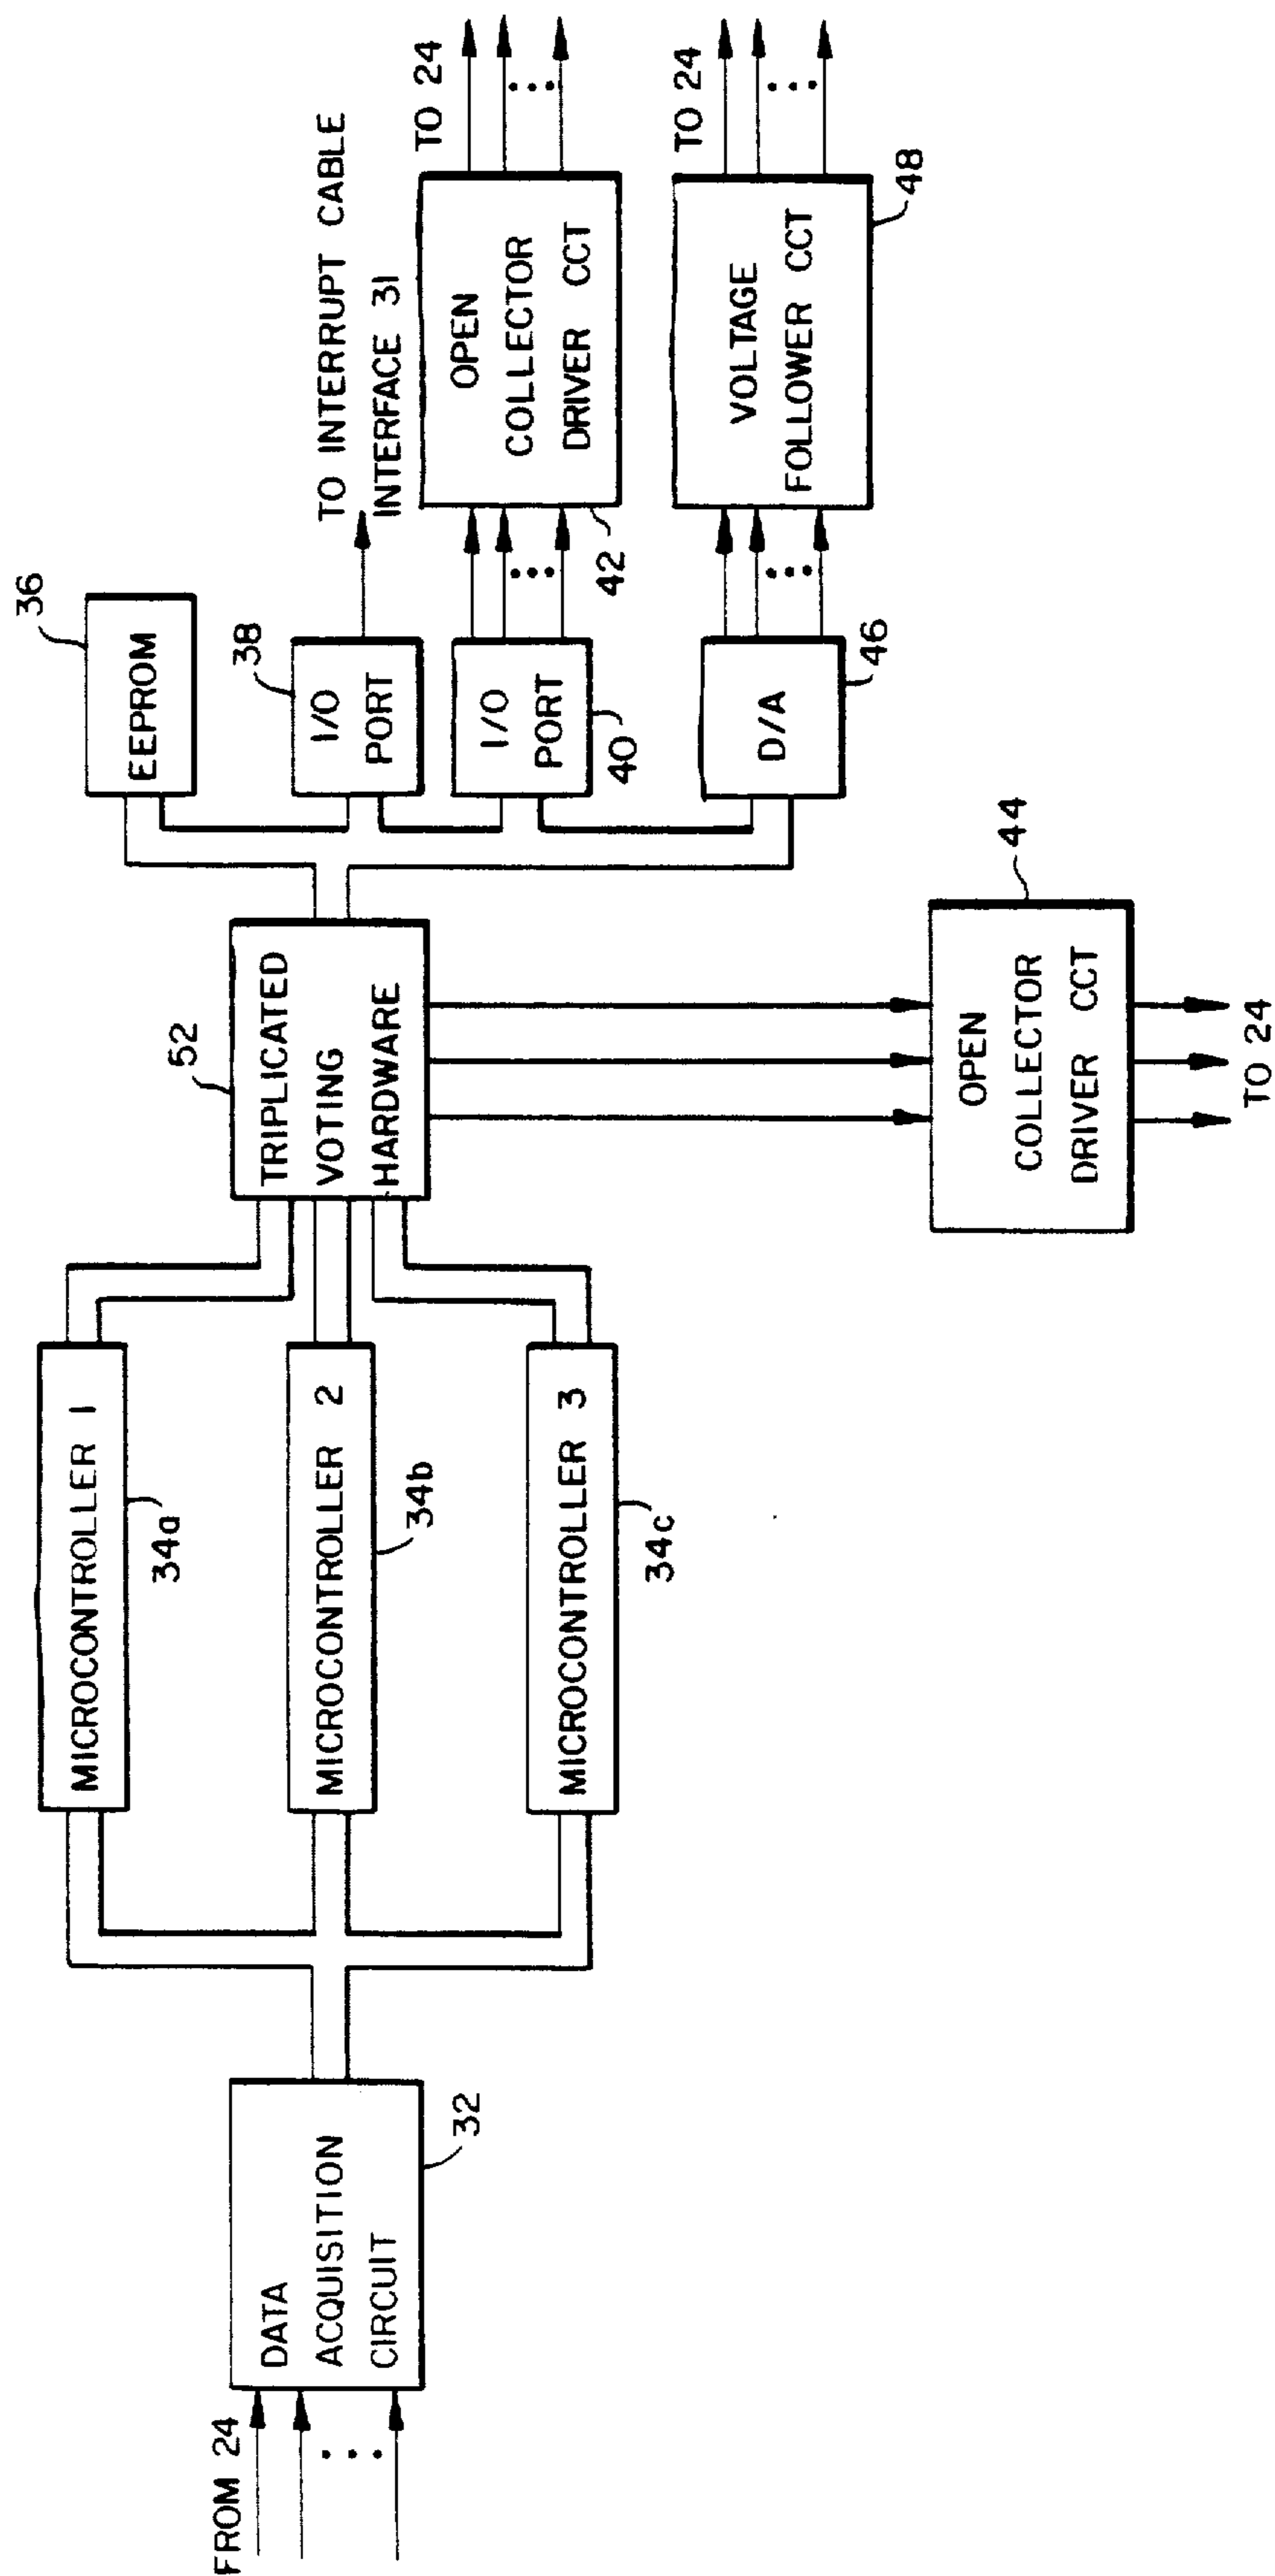 FROM 24
DATA
ACQUISITION
CIRCUIT
32
MICROCONTROLLER 1
34a
MICROCONTROLLER 2
34b
MICROCONTROLLER 3
34c
52
TRIPLICATED
VOTING
HARDWARE
36
EEPROM
38
I/O
PORT
TO INTERRUPT CABLE
INTERFACE 31
I/O
PORT
40
OPEN
COLLECTOR
DRIVER CCT
42
TO 24
D/A
46
VOLTAGE
FOLLOWER CCT
48
TO 24
44
OPEN
COLLECTOR
DRIVER CCT
TO 24